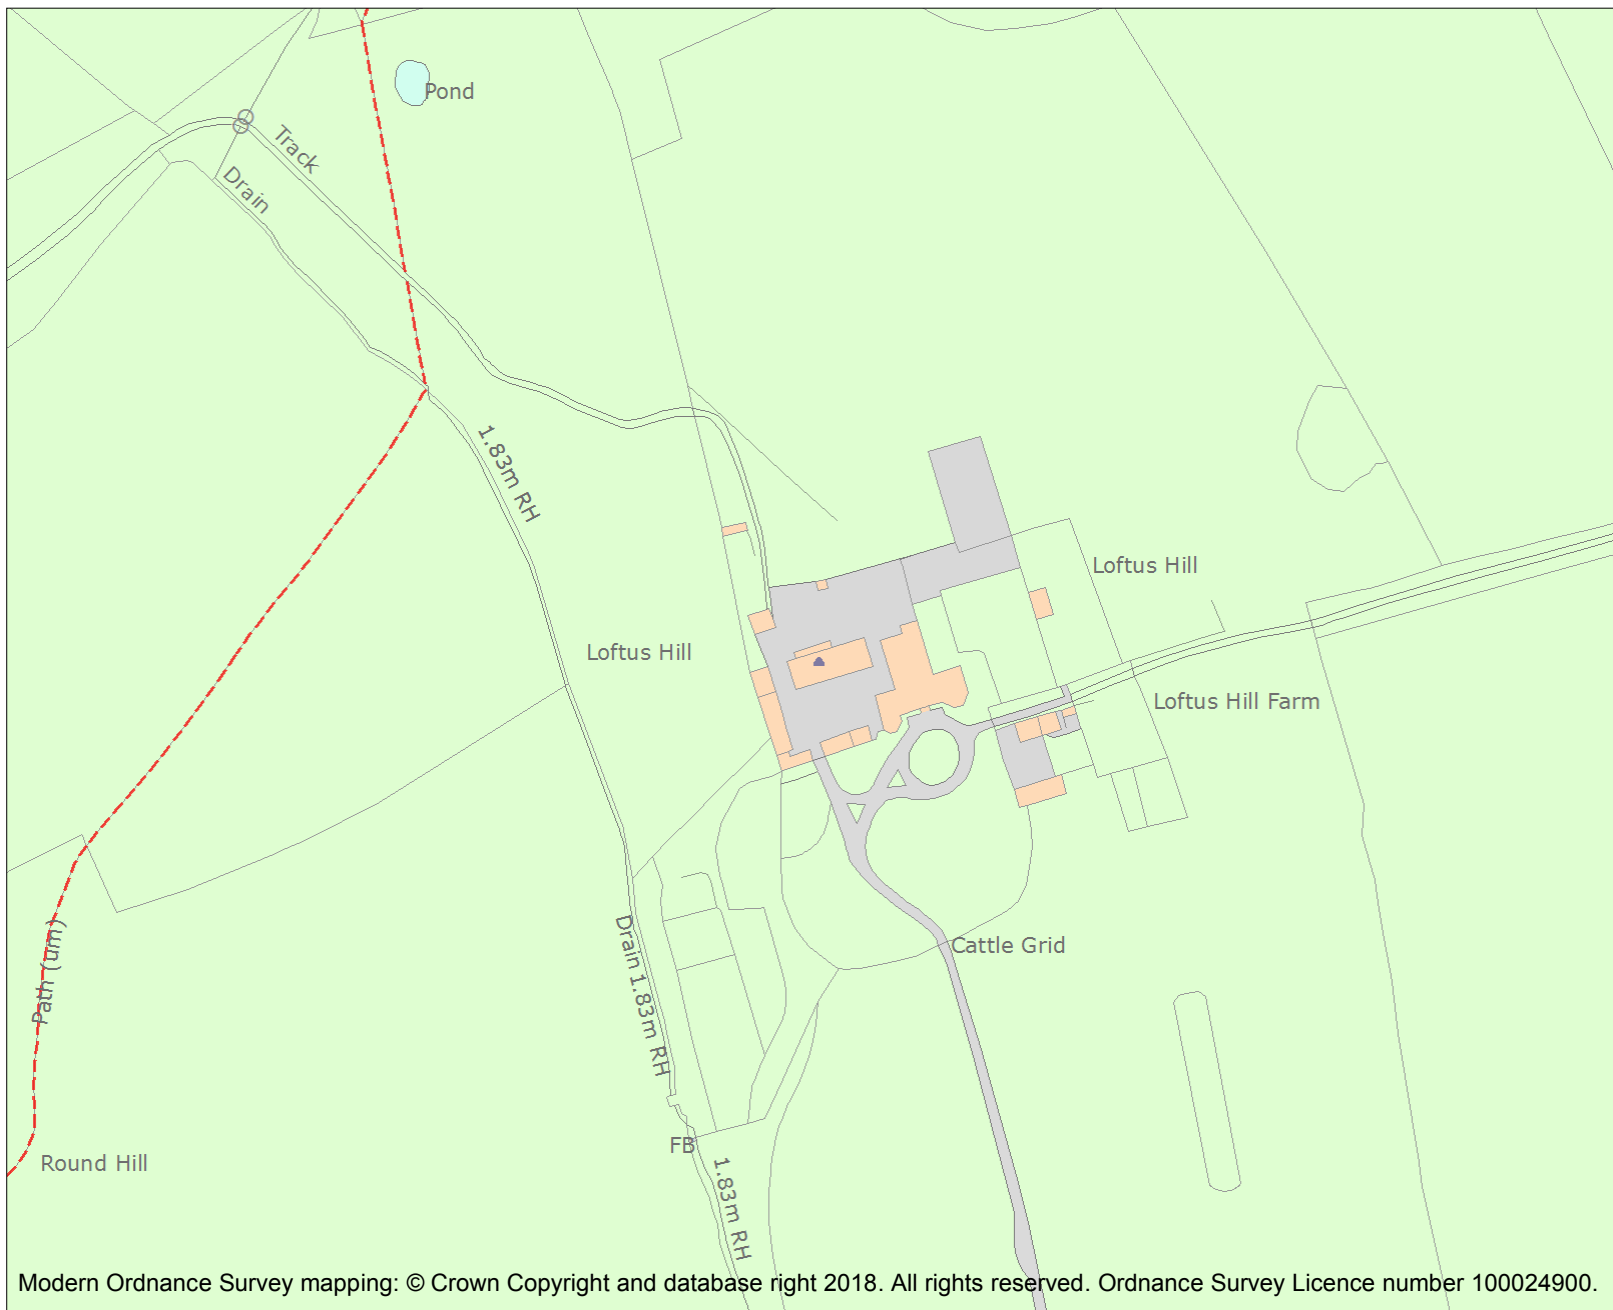 Pond
Track
Drain
1.83m RH
Loftus Hill
Loftus Hill
Loftus Hill Farm
Path (um)
Drain
1.83m RH
Cattle Grid
FB
Round Hill
1.83m RH
Modern Ordnance Survey mapping: © Crown Copyright and database right 2018. All rights reserved. Ordnance Survey Licence number 100024900.